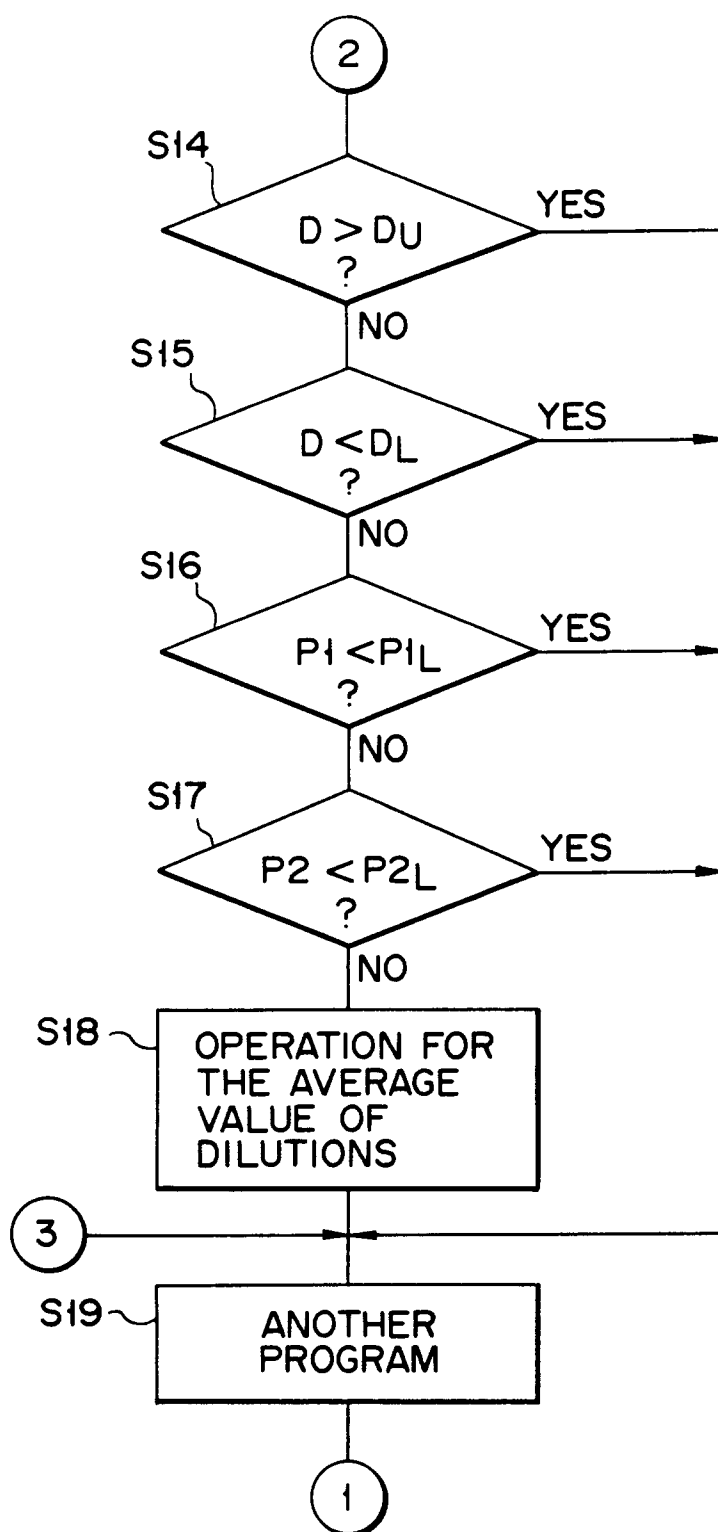 2
S14
D > DU
?
YES
NO
S15
D < DL
?
YES
NO
S16
P1 < P1L
?
YES
NO
S17
P2 < P2L
?
YES
NO
S18
OPERATION FOR
THE AVERAGE
VALUE OF
DILUTIONS
3
S19
ANOTHER
PROGRAM
1